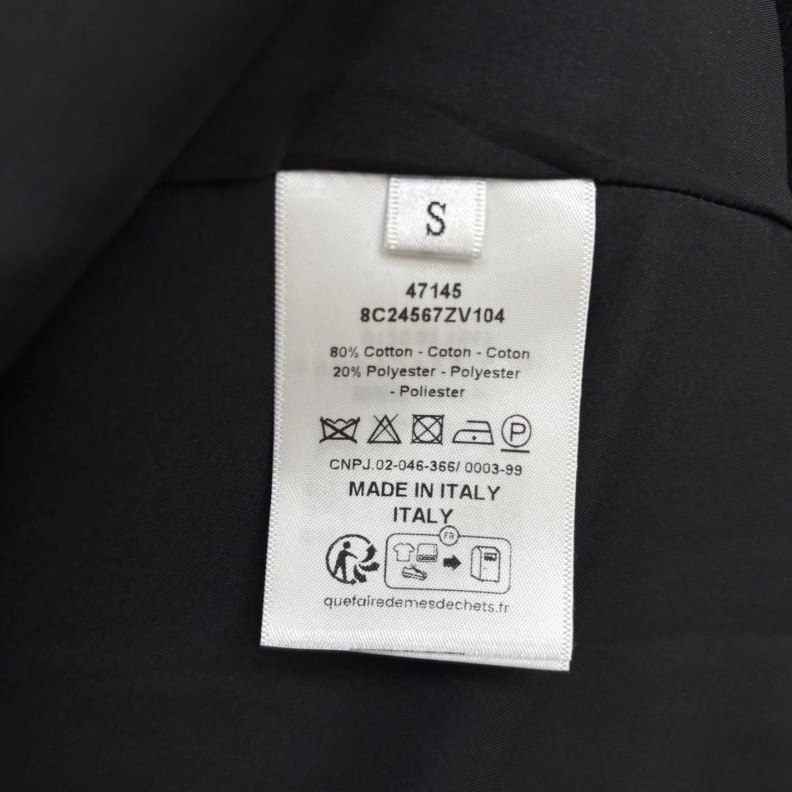 S
47145
8C24567ZV104
80% Cotton - Coton - Coton
20% Polyester - Polyester
- Poliester
P
CNPJ.02-046-366/ 0003-99
MADE IN ITALY
ITALY
FR
quefairedemesdechets.fr